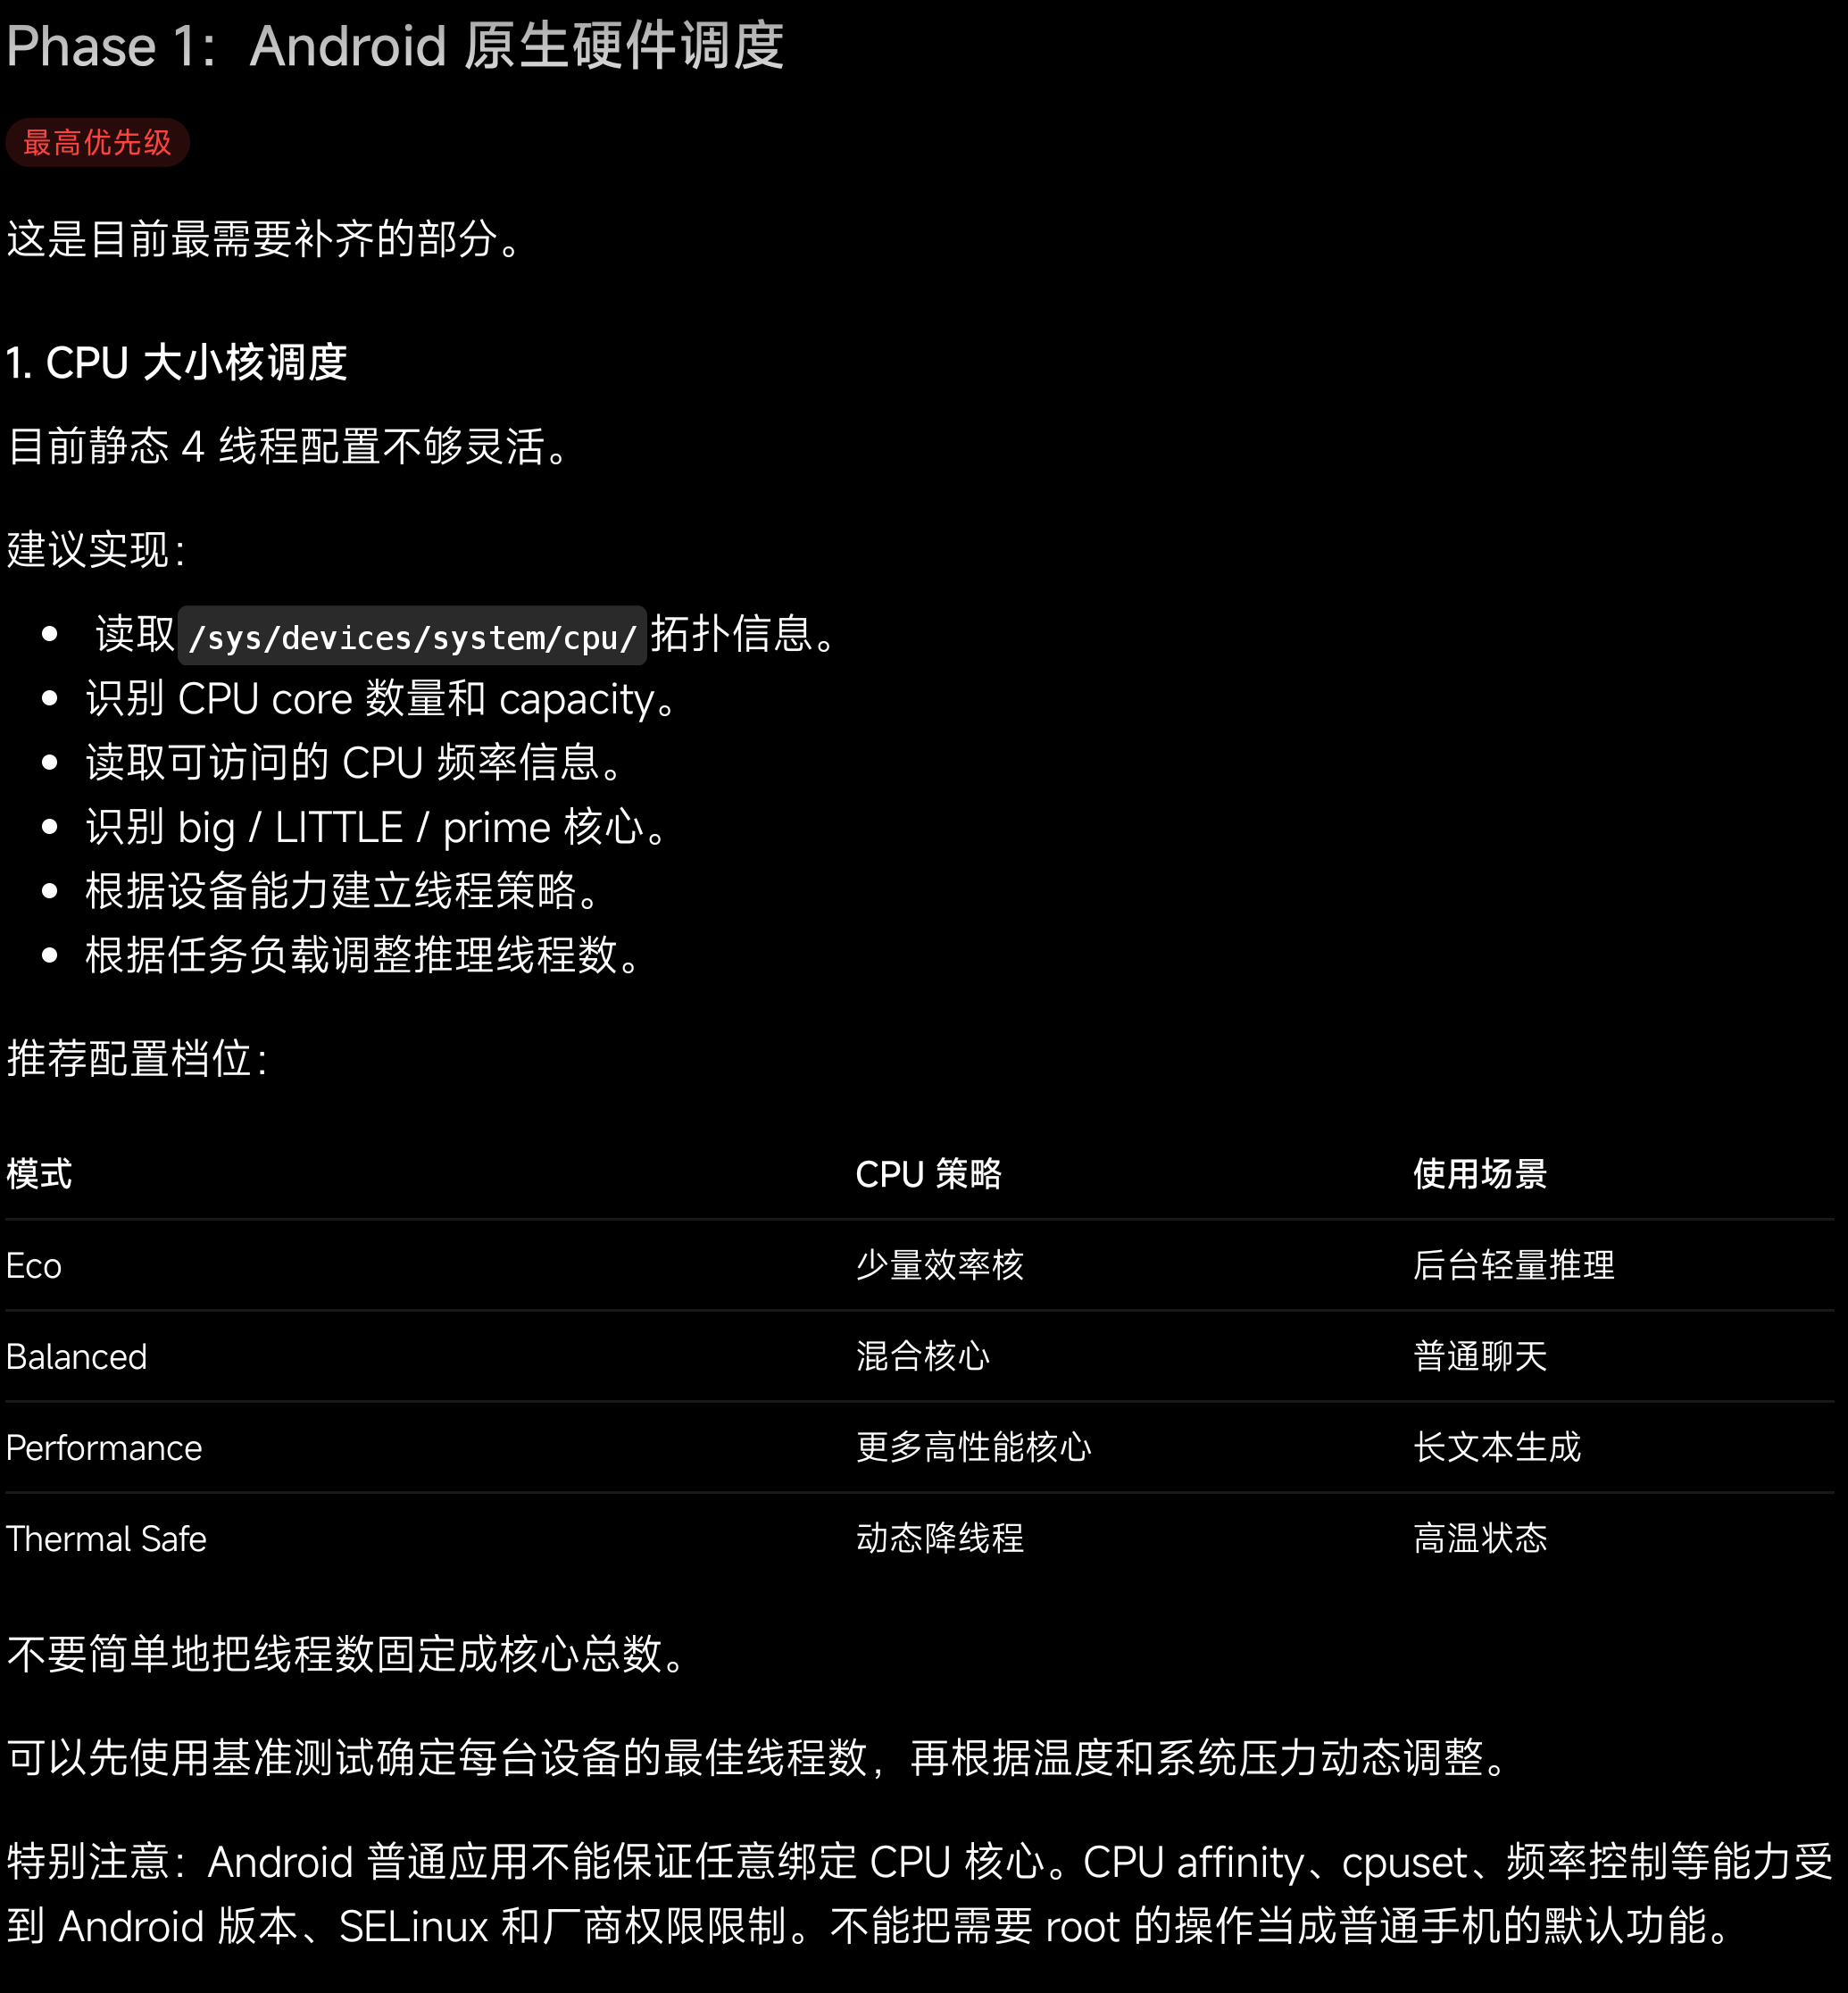 Phase 1：Android 原生硬件调度
最高优先级
这是目前最需要补齐的部分。
1. CPU 大小核调度
目前静态 4 线程配置不够灵活。
建议实现：
读取 /sys/devices/system/cpu/ 拓扑信息。
识别 CPU core 数量和 capacity。
读取可访问的 CPU 频率信息。
识别 big / LITTLE / prime 核心。
根据设备能力建立线程策略。
根据任务负载调整推理线程数。
推荐配置档位：
模式 CPU 策略 使用场景
Eco 少量效率核 后台轻量推理
Balanced 混合核心 普通聊天
Performance 更多高性能核心 长文本生成
Thermal Safe 动态降线程 高温状态
不要简单地把线程数固定成核心总数。
可以先使用基准测试确定每台设备的最佳线程数，再根据温度和系统压力动态调整。
特别注意：Android 普通应用不能保证任意绑定 CPU 核心。CPU affinity、cpuset、频率控制等能力受
到 Android 版本、SELinux 和厂商权限限制。不能把需要 root 的操作当成普通手机的默认功能。